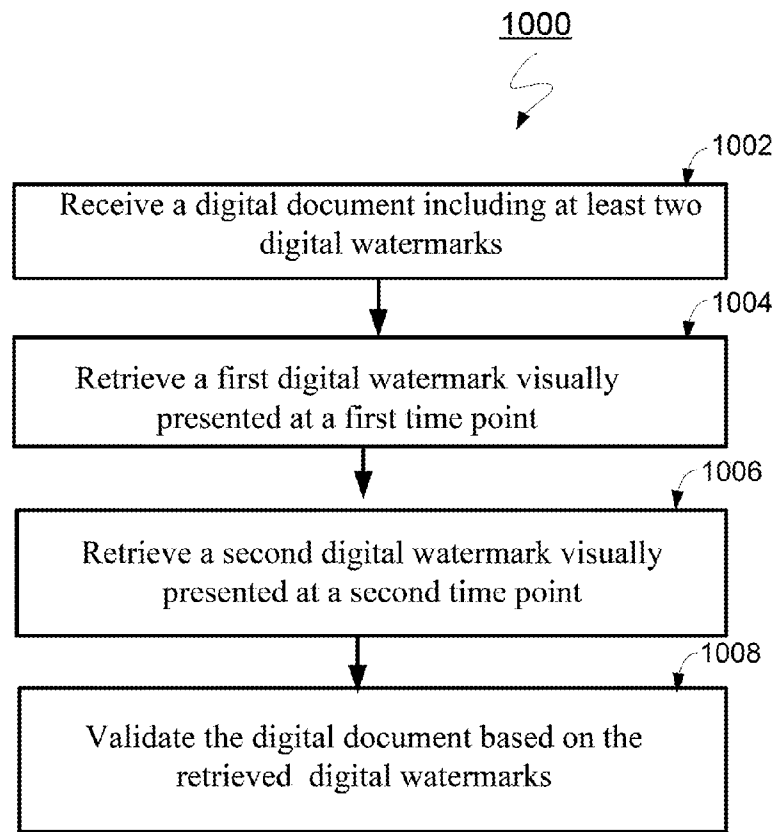 1000
1002
Receive a digital document including at least two
digital watermarks
1004
Retrieve a first digital watermark visually
presented at a first time point
1006
Retrieve a second digital watermark visually
presented at a second time point
1008
Validate the digital document based on the
retrieved digital watermarks